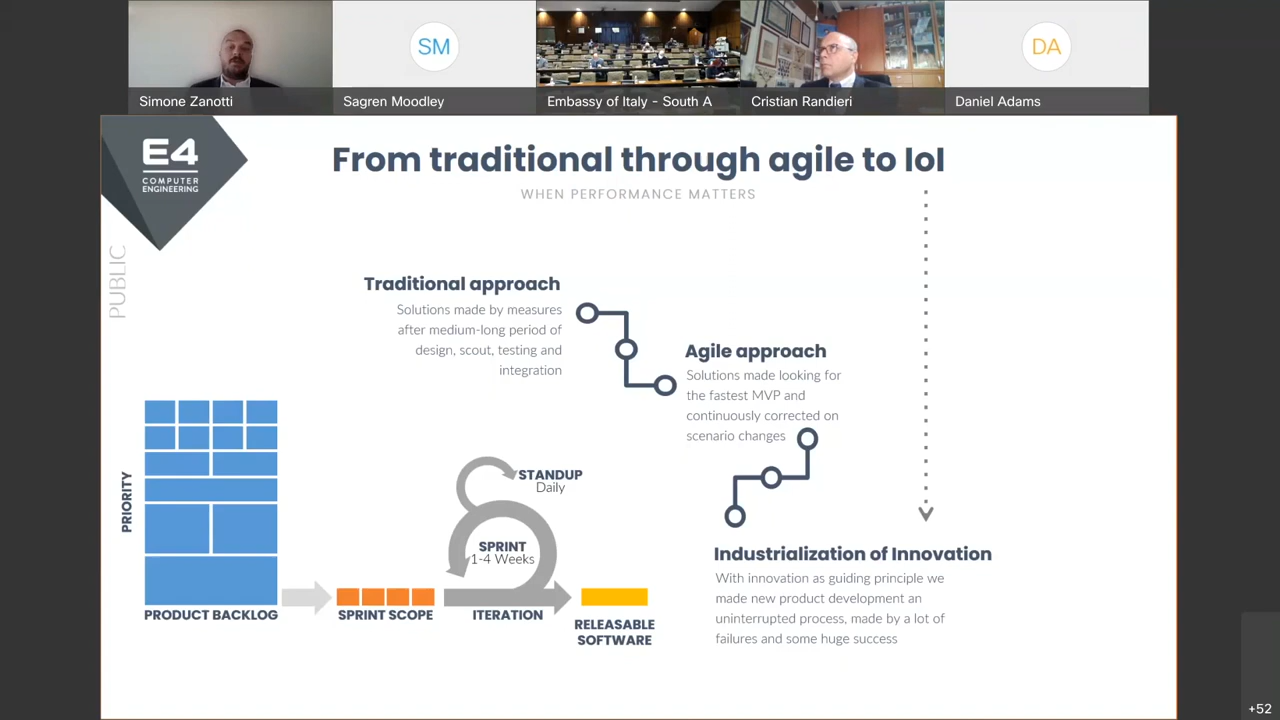 SM
DA
Simone Zanotti
Sagren Moodley
Embassy of Italy - South A
Cristian Randieri
Daniel Adams
E4
COMPUTER
ENGINEERING
From traditional through agile to IoI
WHEN PERFORMANCE MATTERS
PUBLIC
Traditional approach
Solutions made by measures
after medium-long period of
design, scout, testing and
integration
Agile approach
Solutions made looking for
the fastest MVP and
continuously corrected on
scenario changes
PRIORITY
STANDUP
Daily
SPRINT
1-4 Weeks
PRODUCT BACKLOG
SPRINT SCOPE
ITERATION
RELEASABLE
SOFTWARE
Industrialization of Innovation
With innovation as guiding principle we
made new product development an
uninterrupted process, made by a lot of
failures and some huge success
+52